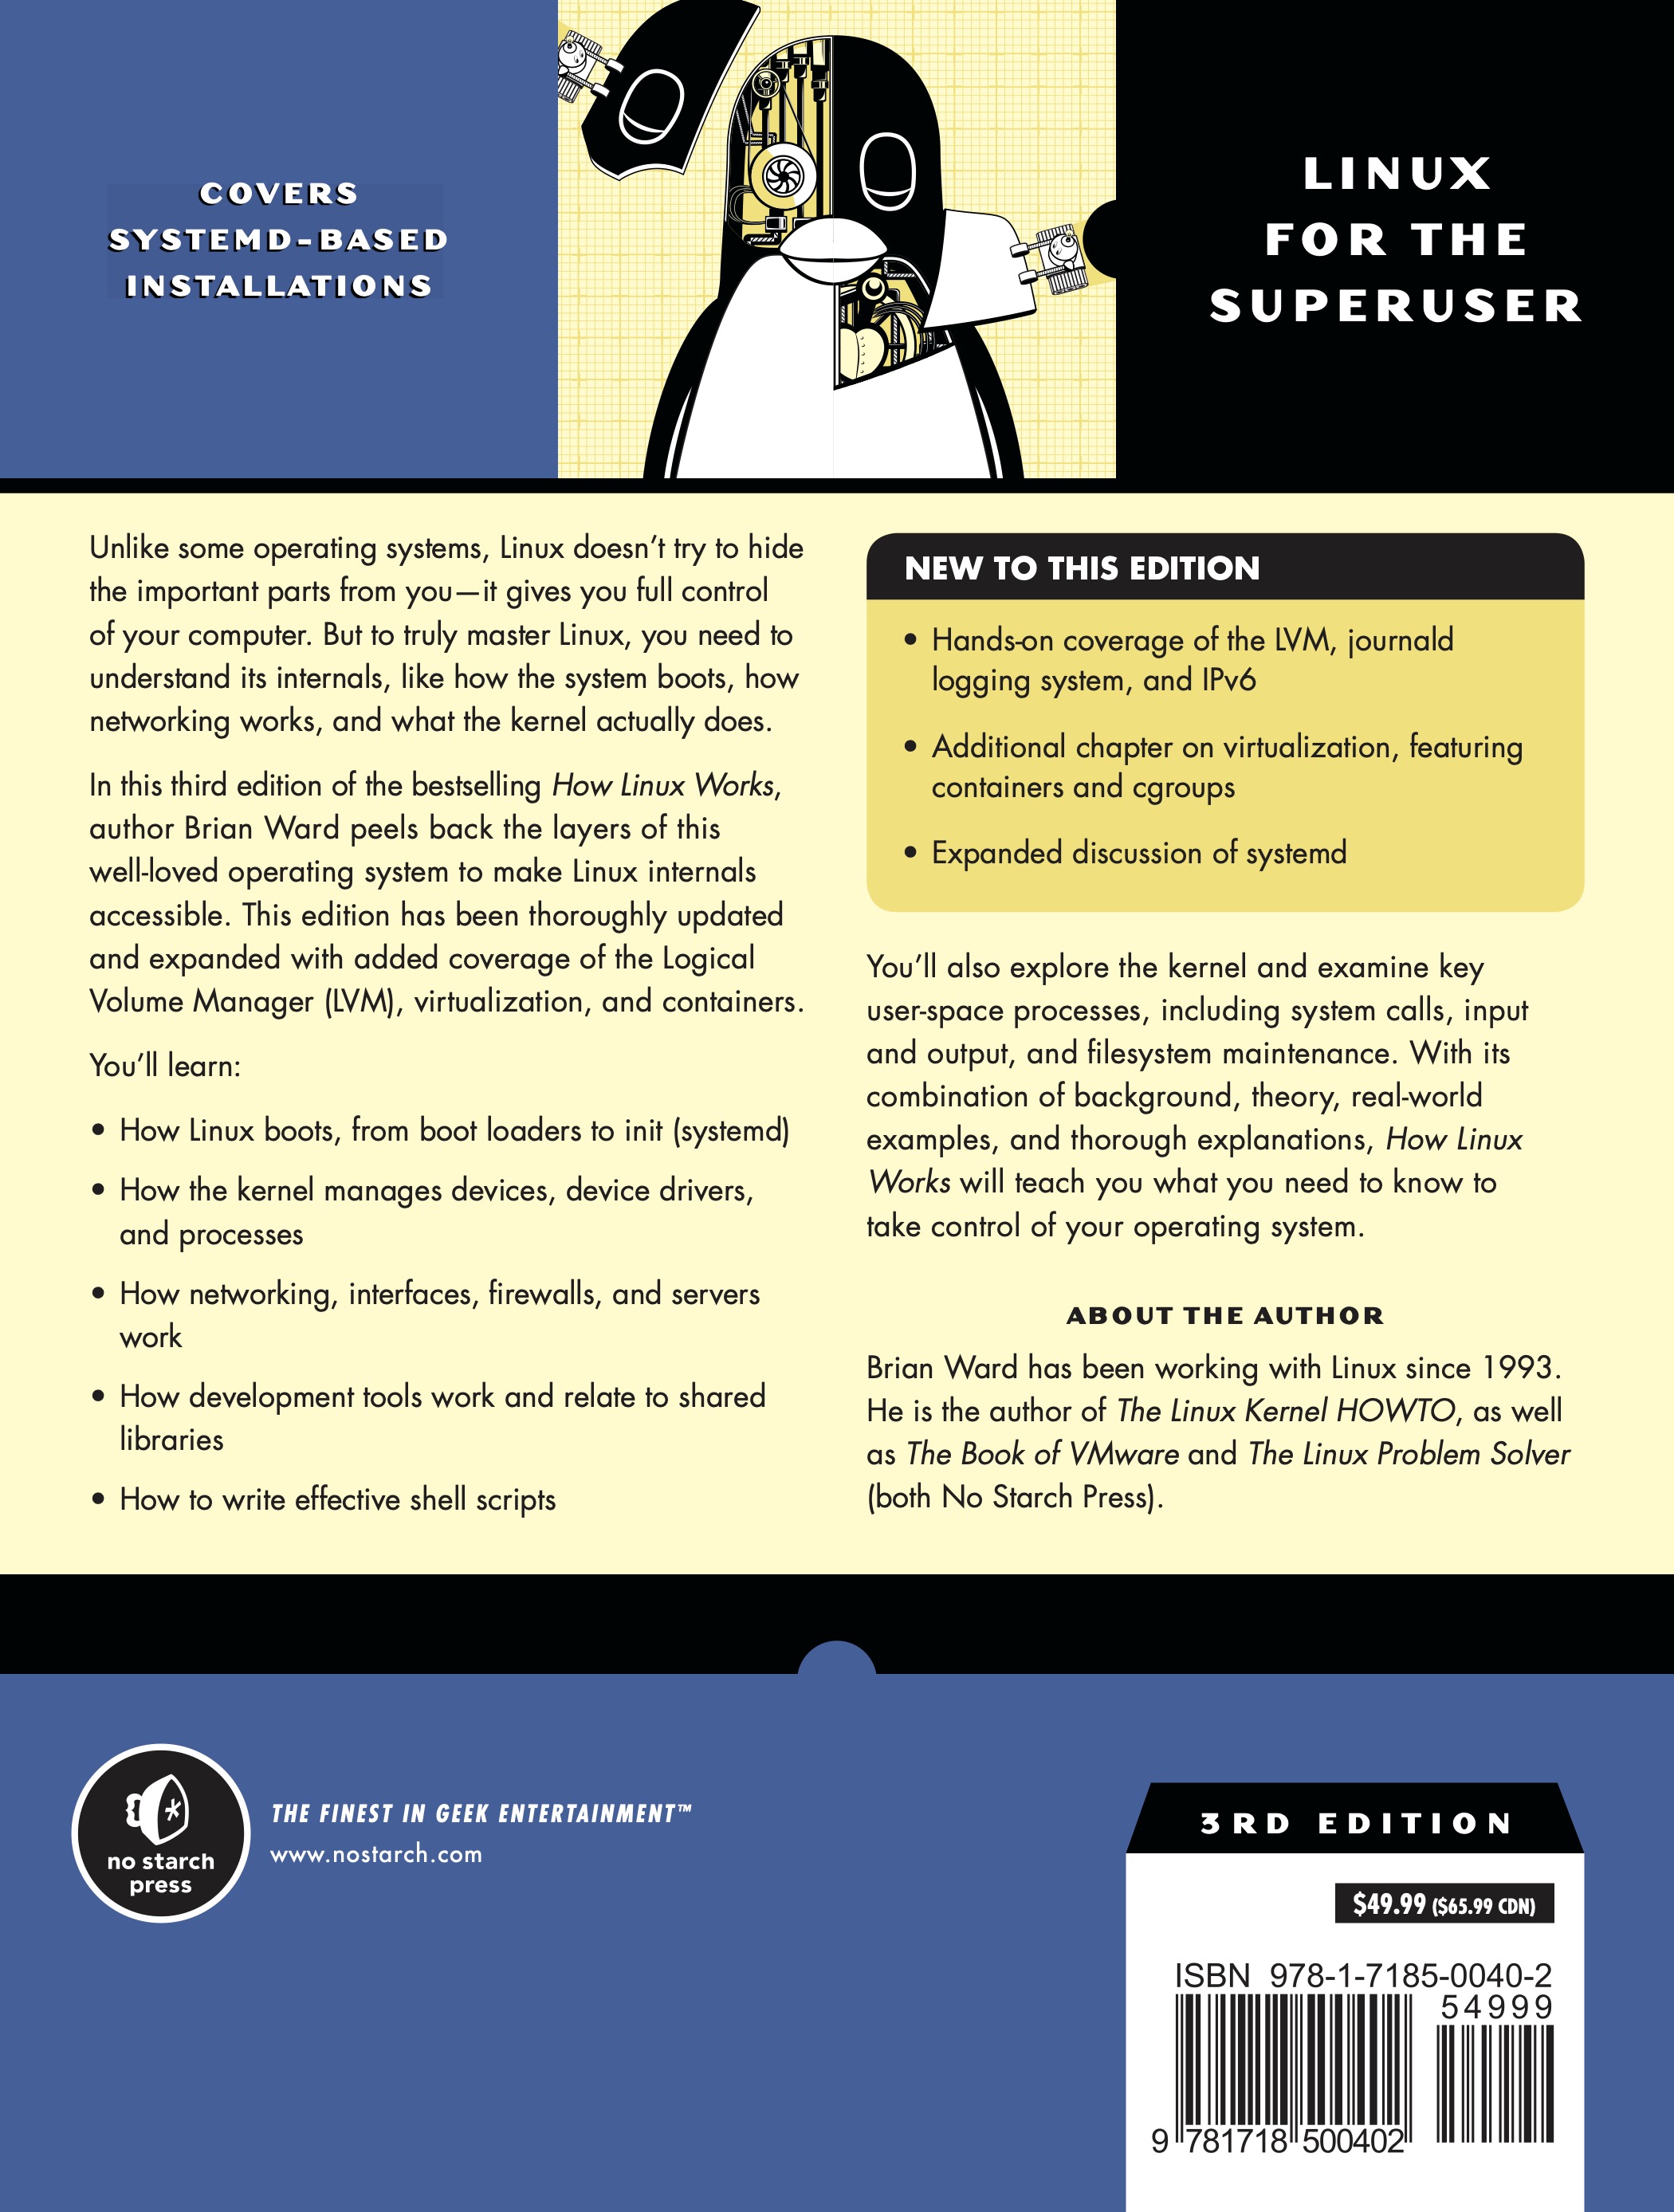 COVERS
SYSTEMD-BASED
INSTALLATIONS
LINUX
FOR THE
SUPERUSER
Unlike some operating systems, Linux doesn’t try to hide
the important parts from you—it gives you full control
of your computer. But to truly master Linux, you need to
understand its internals, like how the system boots, how
networking works, and what the kernel actually does.
In this third edition of the bestselling How Linux Works,
author Brian Ward peels back the layers of this
well-loved operating system to make Linux internals
accessible. This edition has been thoroughly updated
and expanded with added coverage of the Logical
Volume Manager (LVM), virtualization, and containers.
You’ll learn:
• How Linux boots, from boot loaders to init (systemd)
• How the kernel manages devices, device drivers,
and processes
• How networking, interfaces, firewalls, and servers
work
• How development tools work and relate to shared
libraries
• How to write effective shell scripts
NEW TO THIS EDITION
• Hands-on coverage of the LVM, journald
logging system, and IPv6
• Additional chapter on virtualization, featuring
containers and cgroups
• Expanded discussion of systemd
You’ll also explore the kernel and examine key
user-space processes, including system calls, input
and output, and filesystem maintenance. With its
combination of background, theory, real-world
examples, and thorough explanations, How Linux
Works will teach you what you need to know to
take control of your operating system.
ABOUT THE AUTHOR
Brian Ward has been working with Linux since 1993.
He is the author of The Linux Kernel HOWTO, as well
as The Book of VMware and The Linux Problem Solver
(both No Starch Press).
no starch
press
THE FINEST IN GEEK ENTERTAINMENT™
www.nostarch.com
3RD EDITION
$49.99 ($65.99 CDN)
ISBN 978-1-7185-0040-2
54999
9 781718 500402